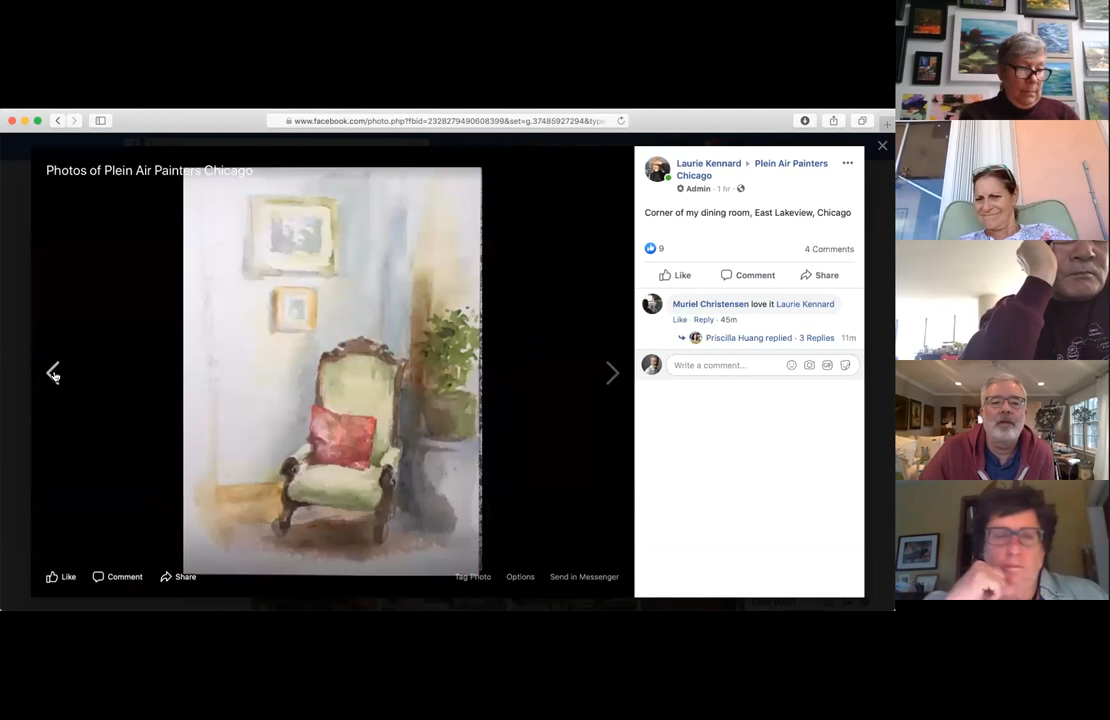 www.facebook.com/photo.php?fbid=2328279490608399&set=g.37485927294&type
Photos of Plein Air Painters Chicago
Laurie Kennard ▸ Plein Air Painters
Chicago
Admin · 1 hr ·
Corner of my dining room, East Lakeview, Chicago
9
4 Comments
Like Comment Share
Muriel Christensen love it Laurie Kennard
Like · Reply · 45m
Priscilla Huang replied · 3 Replies 11m
Write a comment...
GIF
Like Comment Share
Tag Photo Options Send in Messenger